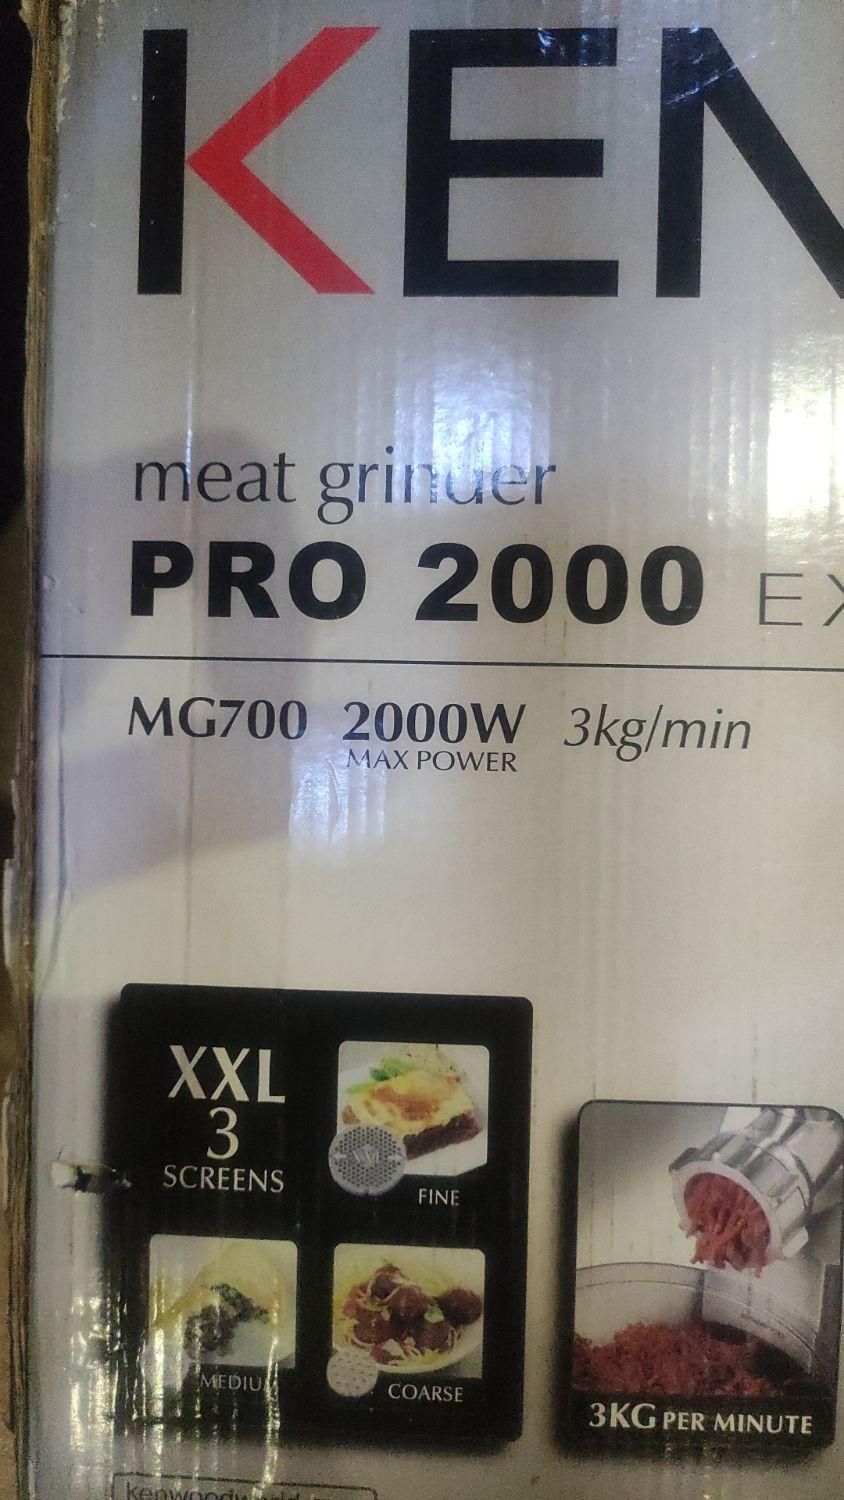 KEN
meat grinder
PRO 2000 EX
MG700 2000W 3kg/min
MAX POWER
XXL
3
SCREENS
FINE
MEDIUM
COARSE
3KG PER MINUTE